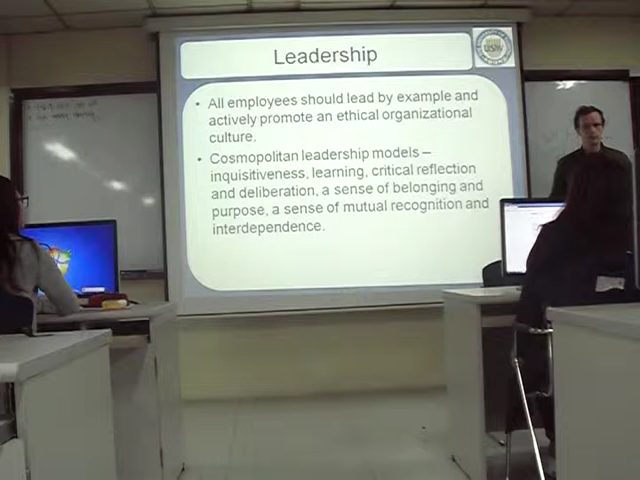 Leadership
• All employees should lead by example and
actively promote an ethical organizational
culture.
• Cosmopolitan leadership models –
inquisitiveness, learning, critical reflection
and deliberation, a sense of belonging and
purpose, a sense of mutual recognition and
interdependence.